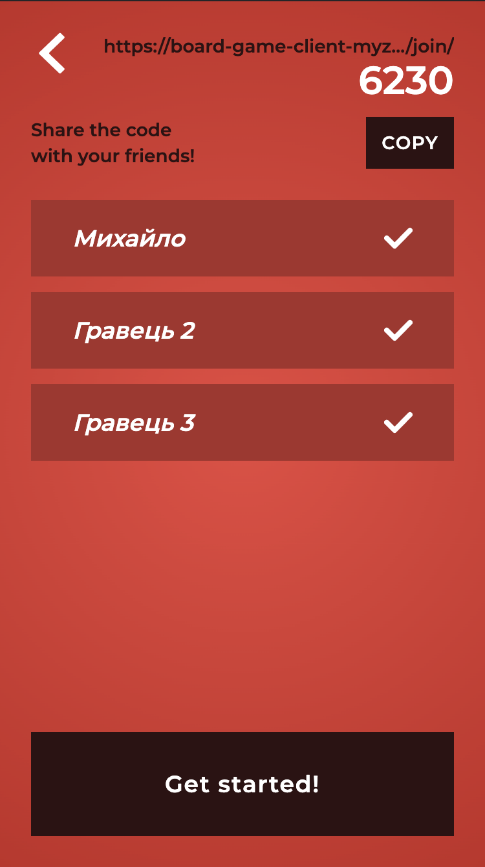 https://board-game-client-myz.../join/
6230
Share the code
with your friends!
COPY
Михайло
Гравець 2
Гравець 3
Get started!